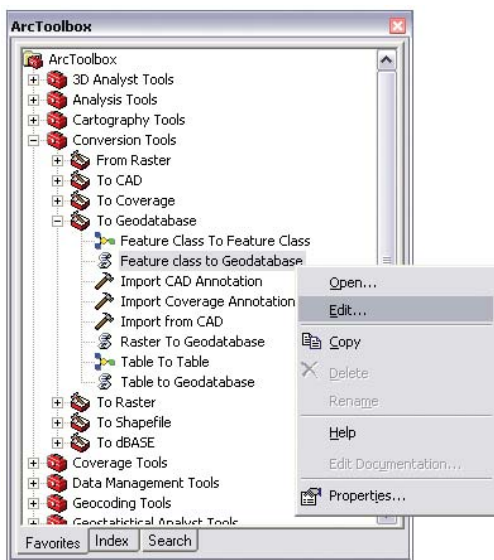 ArcToolbox
ArcToolbox
3D Analyst Tools
Analysis Tools
Cartography Tools
Conversion Tools
From Raster
To CAD
To Coverage
To Geodatabase
Feature Class To Feature Class
Feature class to Geodatabase
Import CAD Annotation
Import Coverage Annotation
Import from CAD
Raster To Geodatabase
Table To Table
Table to Geodatabase
To Raster
To Shapefile
To dBASE
Coverage Tools
Data Management Tools
Geocoding Tools
Geostatistical Analyst Tools
Favorites Index Search
Open...
Edit...
Copy
Delete
Rename
Help
Edit Documentation...
Properties...